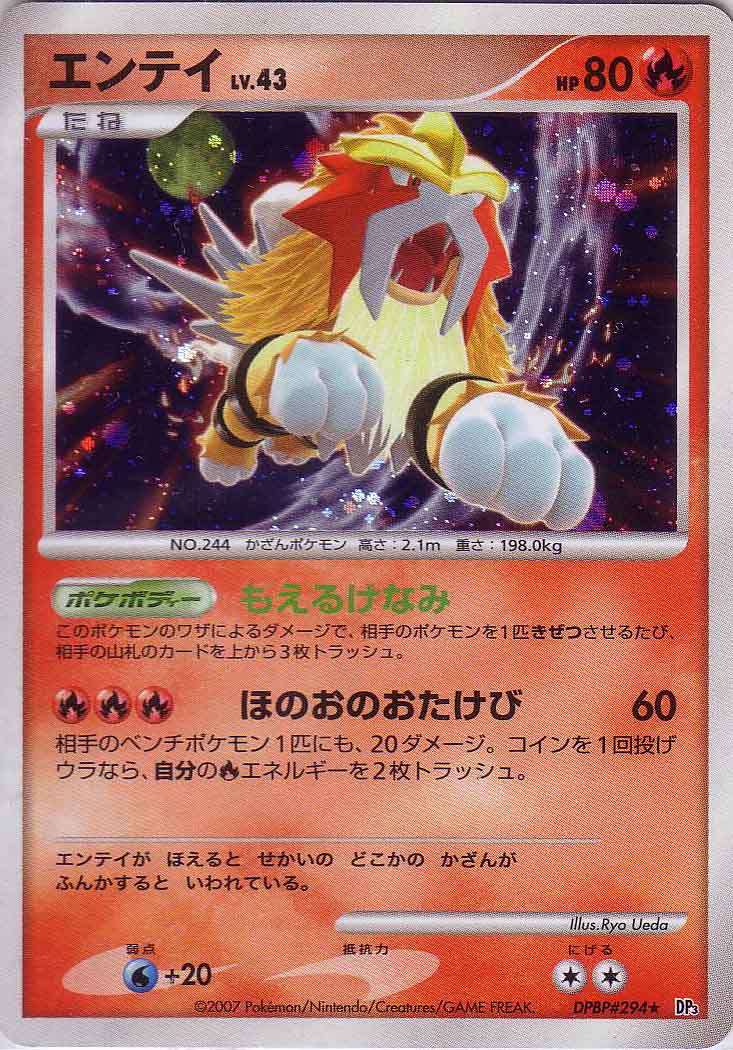 エンテイ LV.43 HP80
たね
NO.244 かざんポケモン 高さ:2.1m 重さ:198.0kg
ポケボディー もえるけなみ
このポケモンのワザによるダメージで、相手のポケモンを1匹きぜつさせるたび、
相手の山札のカードを上から3枚トラッシュ。
ほのおのおたけび 60
相手のベンチポケモン1匹にも、20ダメージ。コインを1回投げ
ウラなら、自分のエネルギーを2枚トラッシュ。
エンテイが ほえると せかいの どこかの かざんが
ふんかすると いわれている。
Illus.Ryo Ueda
弱点 抵抗力 にげる
+20
©2007 Pokémon/Nintendo/Creatures/GAME FREAK. DPBP#294★ DP3